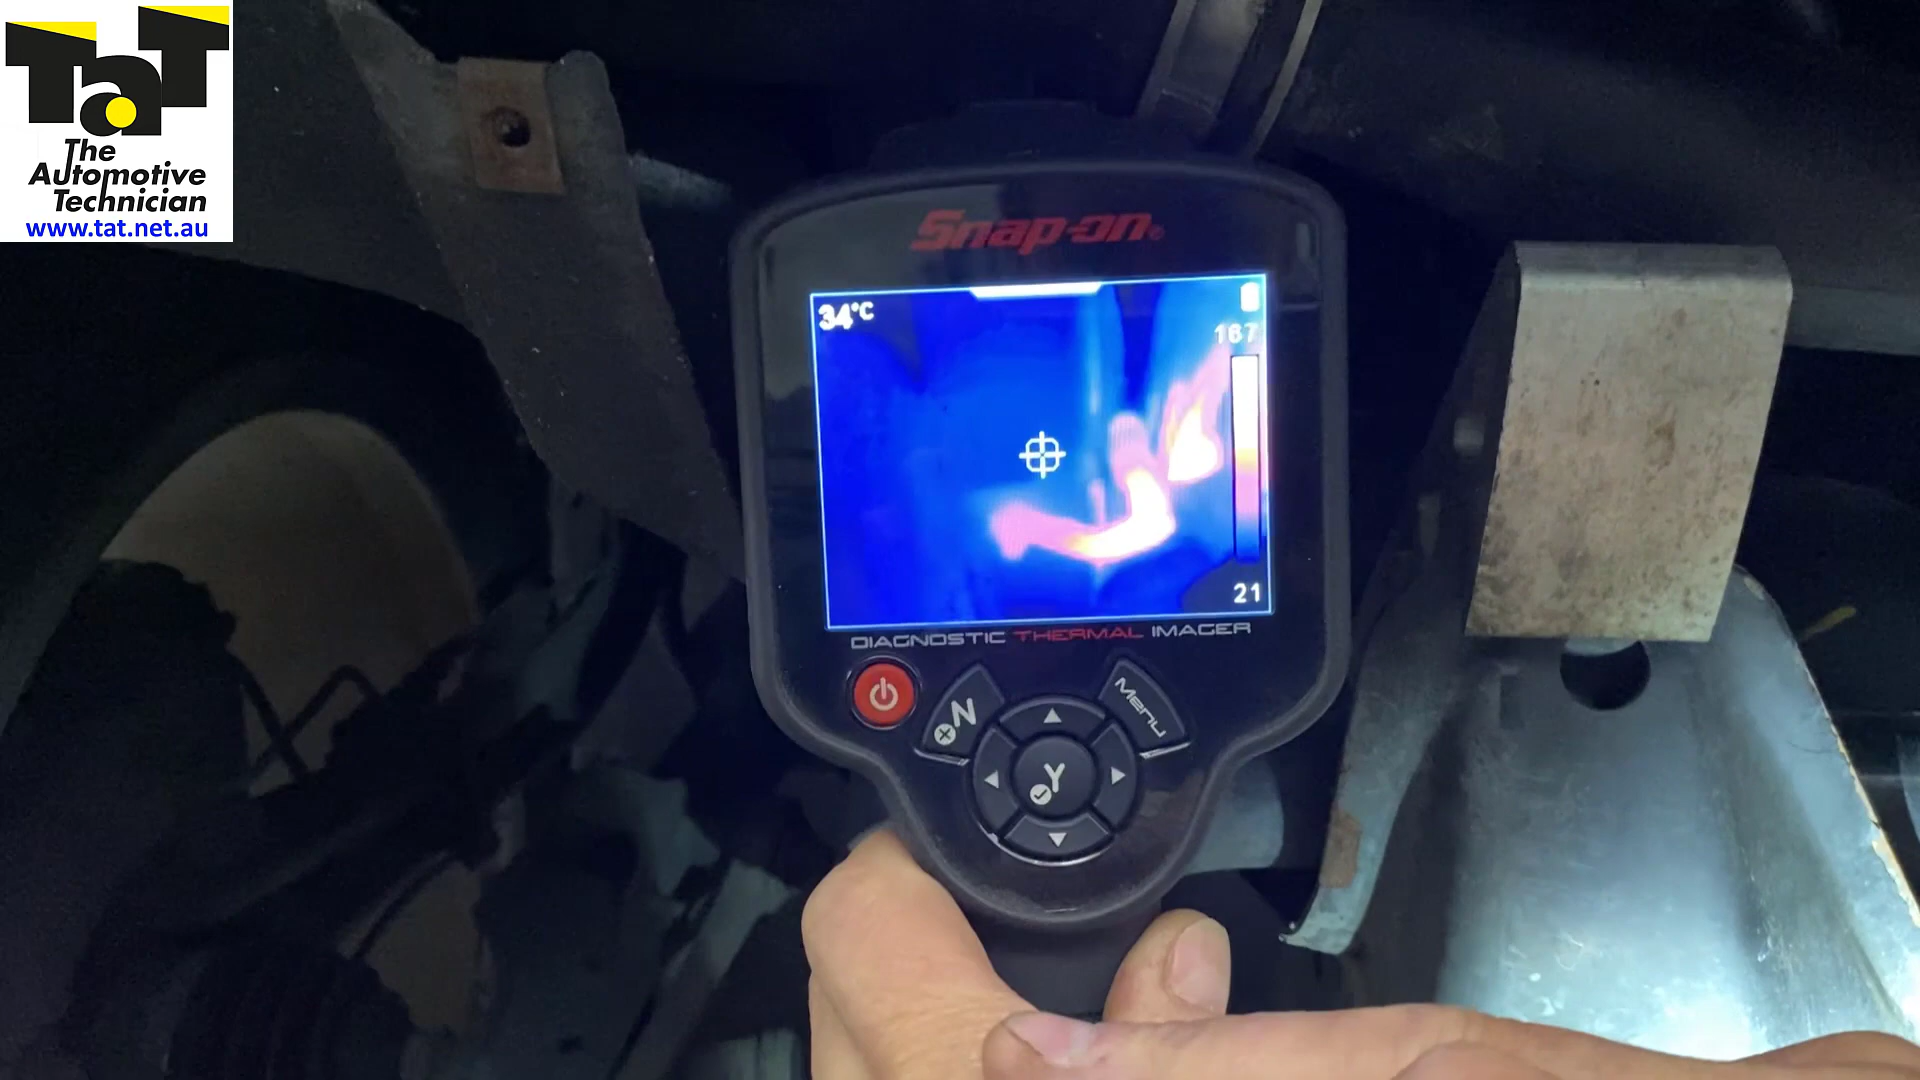 TaT
The
Automotive
Technician
www.tat.net.au
Snap-on®
34°C
167
21
DIAGNOSTIC THERMAL IMAGER
N
Menu
Y